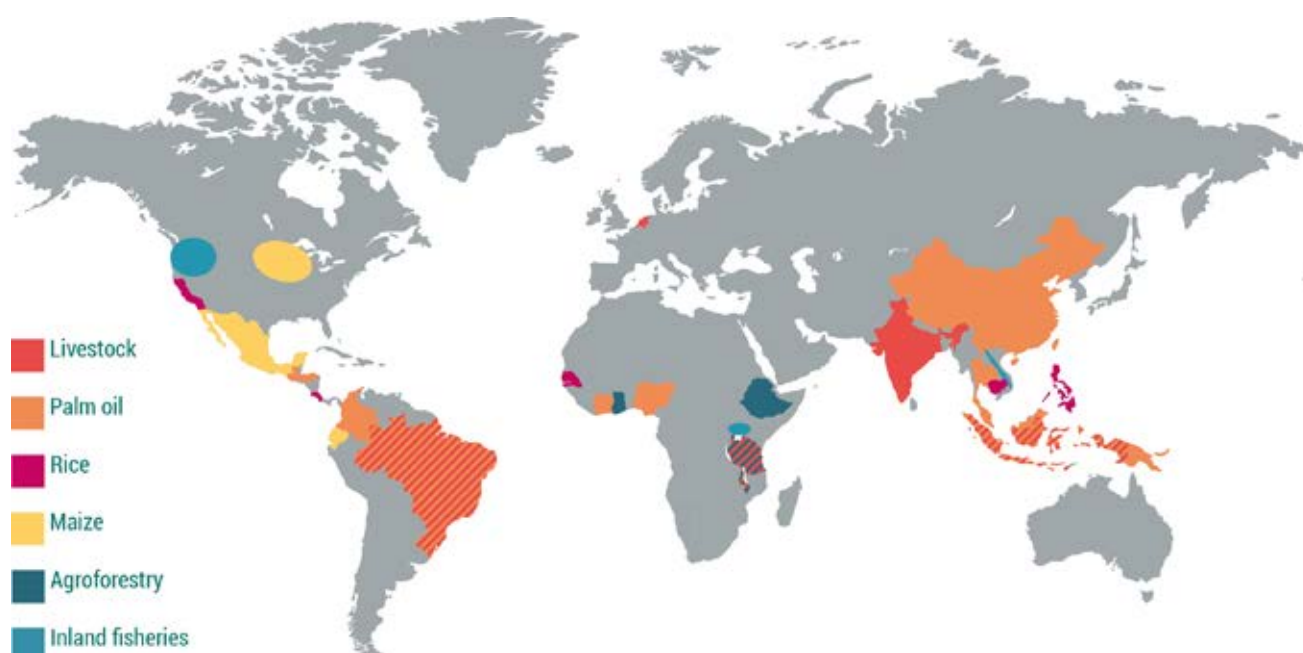 Livestock
Palm oil
Rice
Maize
Agroforestry
Inland fisheries